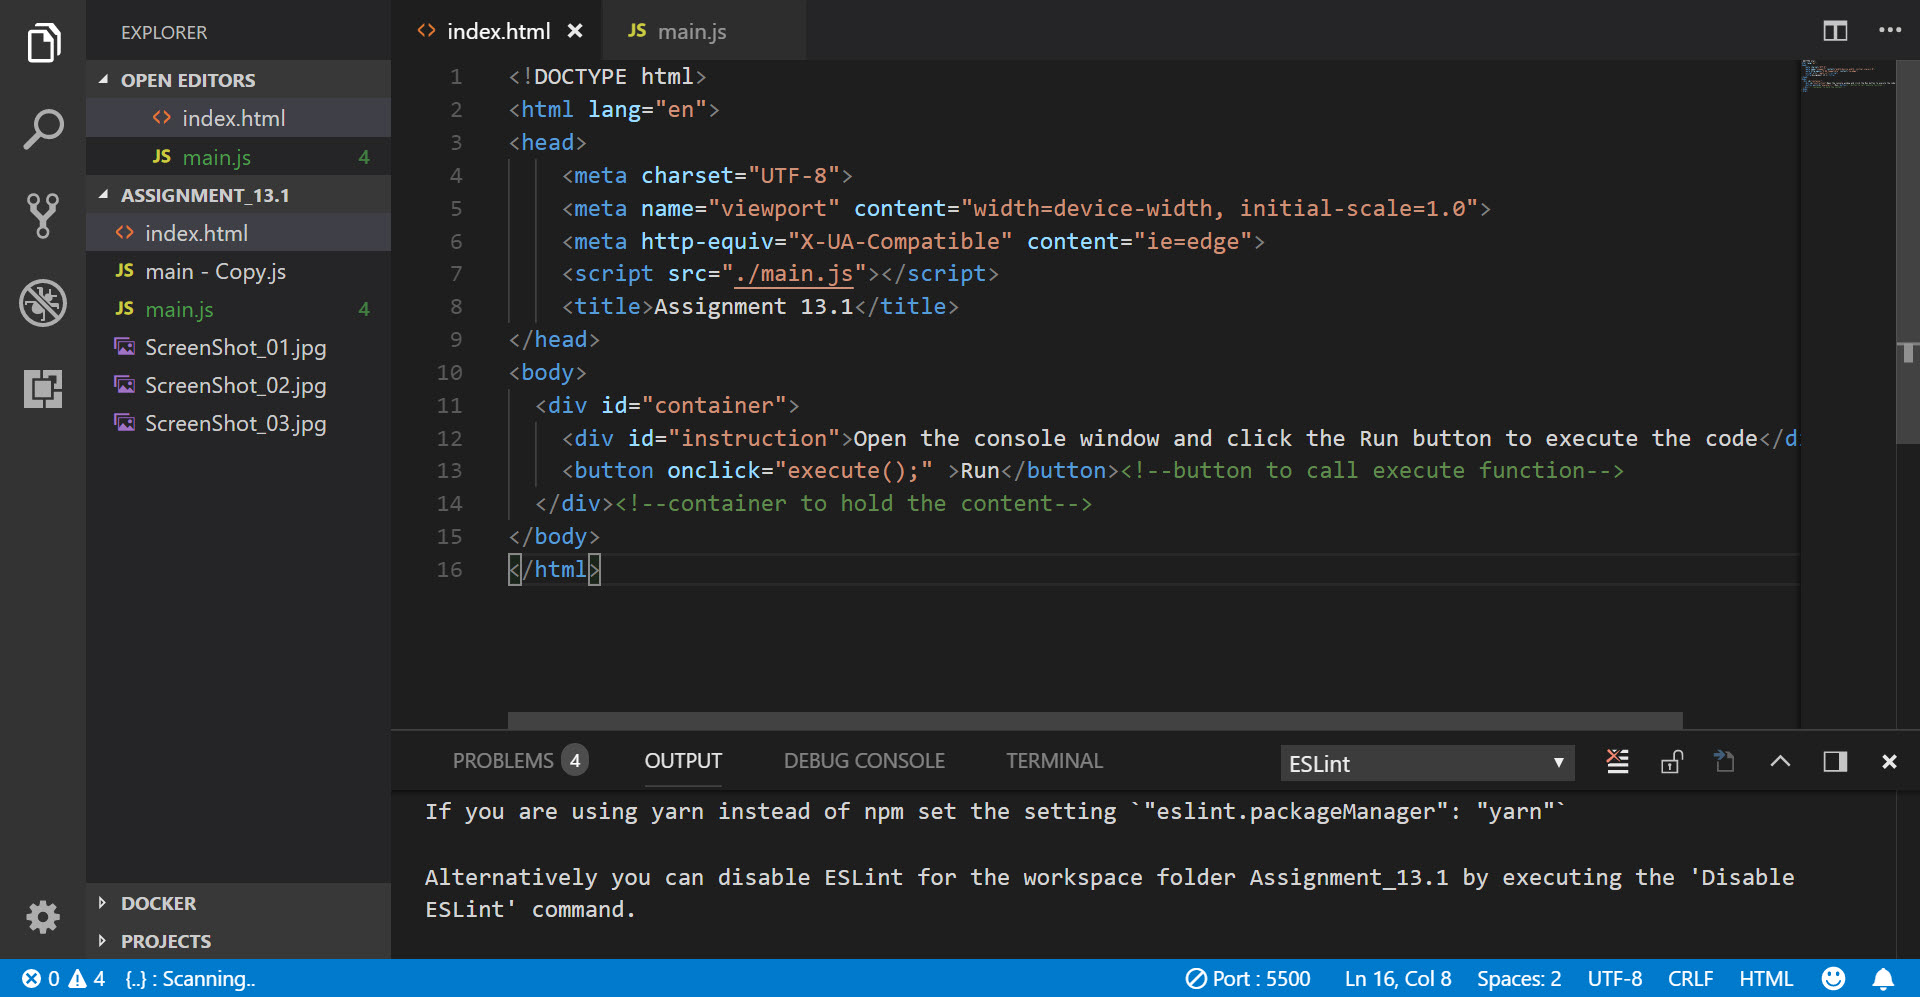 EXPLORER
OPEN EDITORS
index.html
JS main.js 4
ASSIGNMENT_13.1
index.html
JS main - Copy.js
JS main.js 4
ScreenShot_01.jpg
ScreenShot_02.jpg
ScreenShot_03.jpg
DOCKER
PROJECTS
index.html
JS main.js
1 <!DOCTYPE html>
2 <html lang="en">
3 <head>
4 <meta charset="UTF-8">
5 <meta name="viewport" content="width=device-width, initial-scale=1.0">
6 <meta http-equiv="X-UA-Compatible" content="ie=edge">
7 <script src="./main.js"></script>
8 <title>Assignment 13.1</title>
9 </head>
10 <body>
11 <div id="container">
12 <div id="instruction">Open the console window and click the Run button to execute the code</di
13 <button onclick="execute();" >Run</button><!--button to call execute function-->
14 </div><!--container to hold the content-->
15 </body>
16 </html>
PROBLEMS 4 OUTPUT DEBUG CONSOLE TERMINAL ESLint
If you are using yarn instead of npm set the setting `"eslint.packageManager": "yarn"`
Alternatively you can disable ESLint for the workspace folder Assignment_13.1 by executing the 'Disable
ESLint' command.
0 4 {..} : Scanning.. Port : 5500 Ln 16, Col 8 Spaces: 2 UTF-8 CRLF HTML